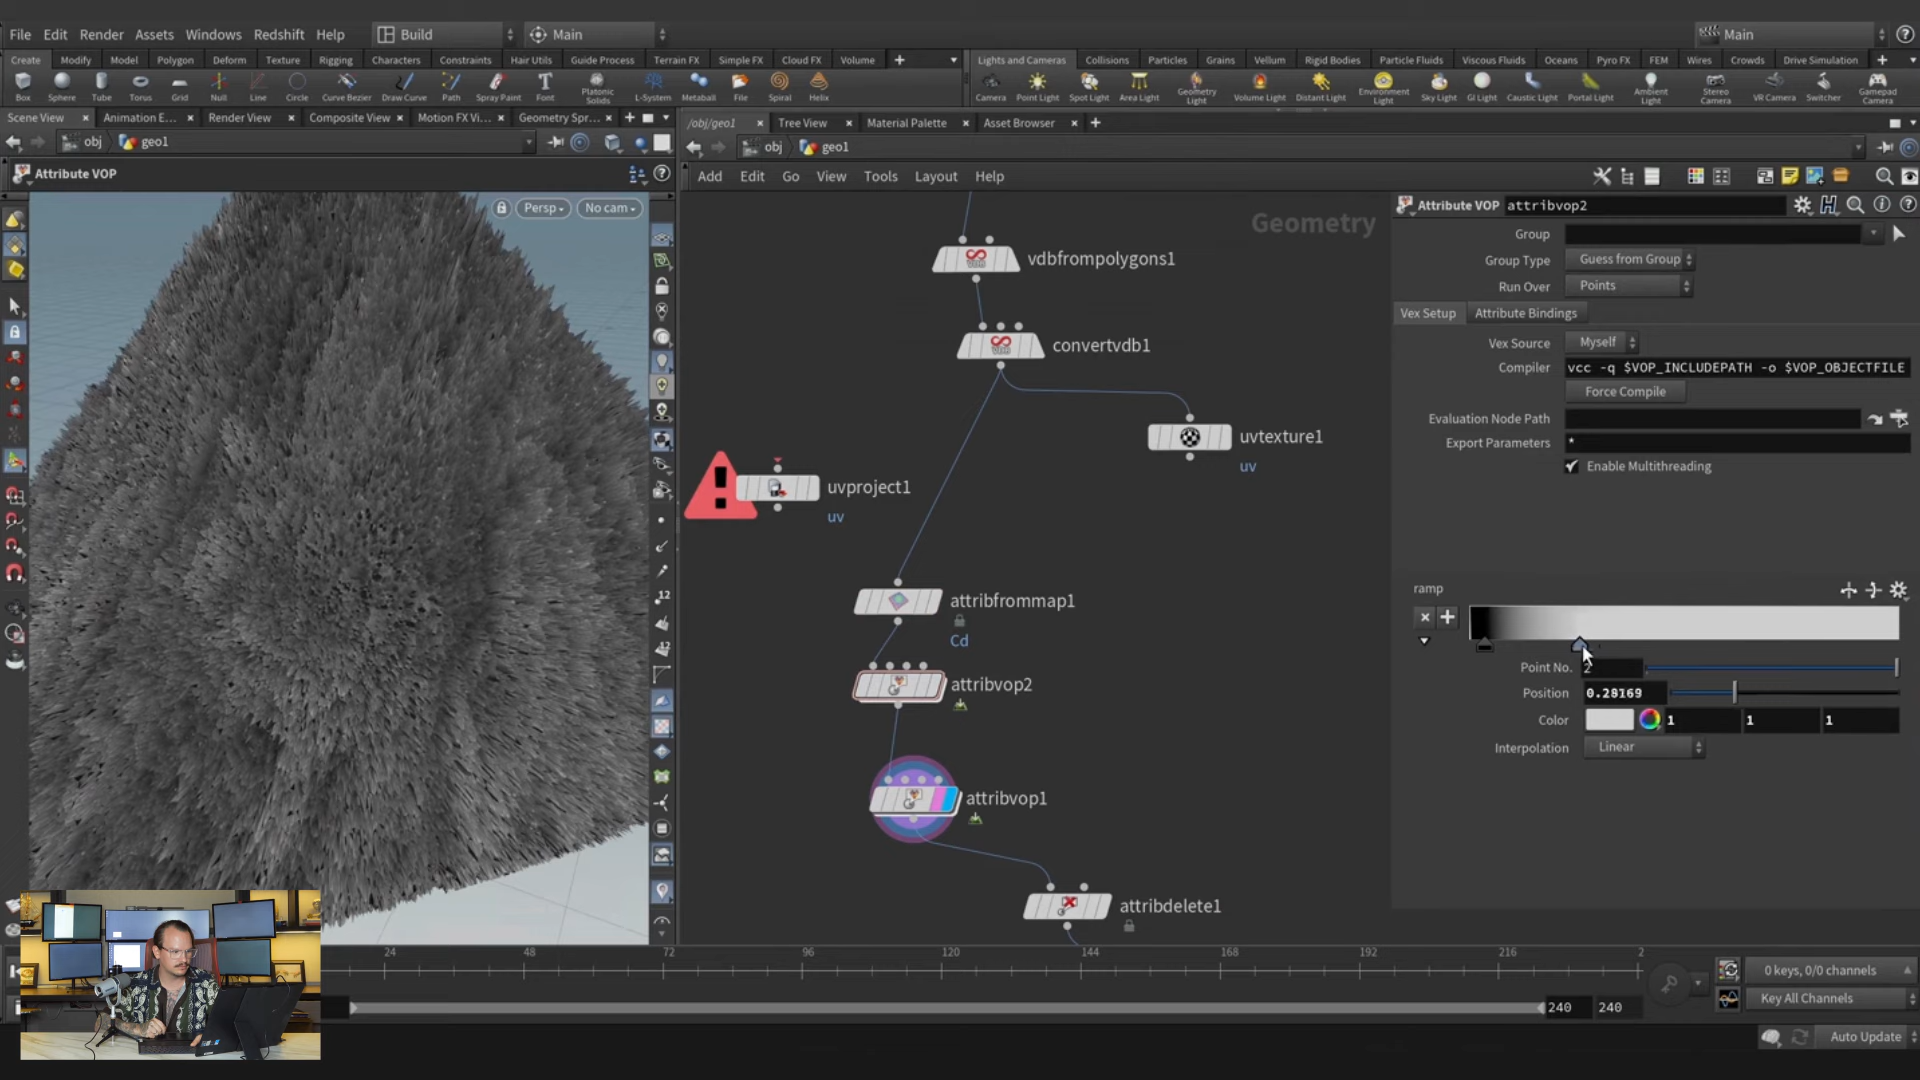 File Edit Render Assets Windows Redshift Help Build Main Main
Create Modify Model Polygon Deform Texture Rigging Characters Constraints Hair Utils Guide Process Terrain FX Simple FX Cloud FX Volume Lights and Cameras Collisions Particles Grains Vellum Rigid Bodies Particle Fluids Viscous Fluids Oceans Pyro FX FEM Wires Crowds Drive Simulation
Box Sphere Tube Torus Grid Null Line Circle Curve Bezier Draw Curve Path Spray Paint Font Platonic Solids L-System Metaball File Spiral Helix Camera Point Light Spot Light Area Light Geometry Light Volume Light Distant Light Environment Light Sky Light GI Light Caustic Light Portal Light Ambient Light Stereo Camera VR Camera Switcher Gamepad Camera
Scene View Animation E... Render View Composite View Motion FX Vi... Geometry Spr... /obj/geo1 Tree View Material Palette Asset Browser
obj geo1 obj geo1
Attribute VOP Add Edit Go View Tools Layout Help
Persp No cam
Geometry
vdbfrompolygons1
convertvdb1
uvtexture1
uv
uvproject1
uv
attribfrommap1
Cd
attribvop2
attribvop1
attribdelete1
Attribute VOP attribvop2
Group
Group Type Guess from Group
Run Over Points
Vex Setup Attribute Bindings
Vex Source Myself
Compiler vcc -q $VOP_INCLUDEPATH -o $VOP_OBJECTFILE
Force Compile
Evaluation Node Path
Export Parameters *
Enable Multithreading
ramp
Point No. 2
Position 0.28169
Color 1 1 1
Interpolation Linear
12
12
24 48 72 96 120 144 168 192 216 2
0 keys, 0/0 channels
240 240 Key All Channels
Auto Update